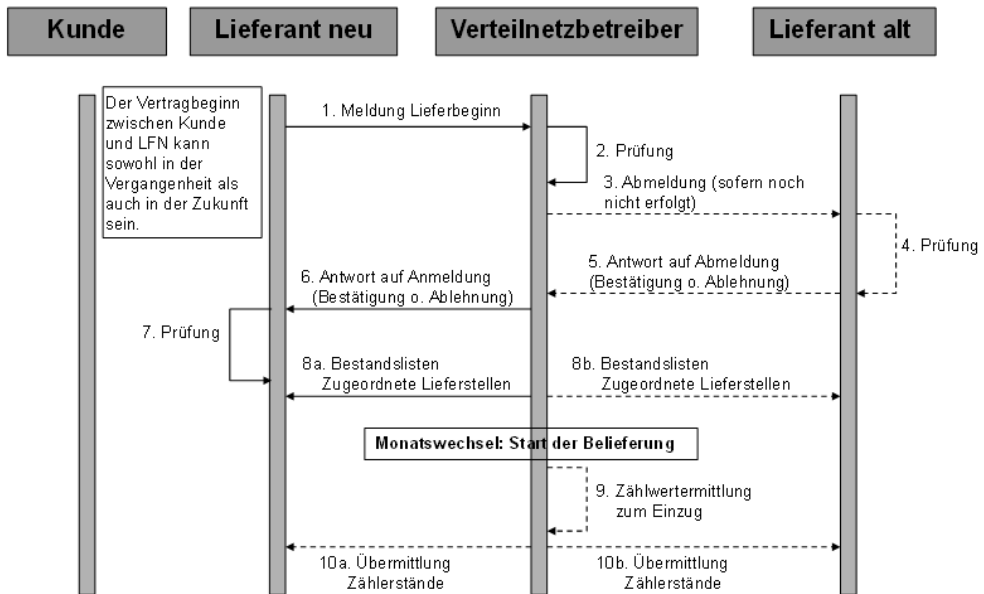 Kunde
Lieferant neu
Verteilnetzbetreiber
Lieferant alt
Der Vertragbeginn
zwischen Kunde
und LFN kann
sowohl in der
Vergangenheit als
auch in der Zukunft
sein.
1. Meldung Lieferbeginn
2. Prüfung
3. Abmeldung (sofern noch
nicht erfolgt)
4. Prüfung
5. Antwort auf Abmeldung
(Bestätigung o. Ablehnung)
6. Antwort auf Anmeldung
(Bestätigung o. Ablehnung)
7. Prüfung
8a. Bestandslisten
Zugeordnete Lieferstellen
8b. Bestandslisten
Zugeordnete Lieferstellen
Monatswechsel: Start der Belieferung
9. Zählwertermittlung
zum Einzug
10a. Übermittlung
Zählerstände
10b. Übermittlung
Zählerstände